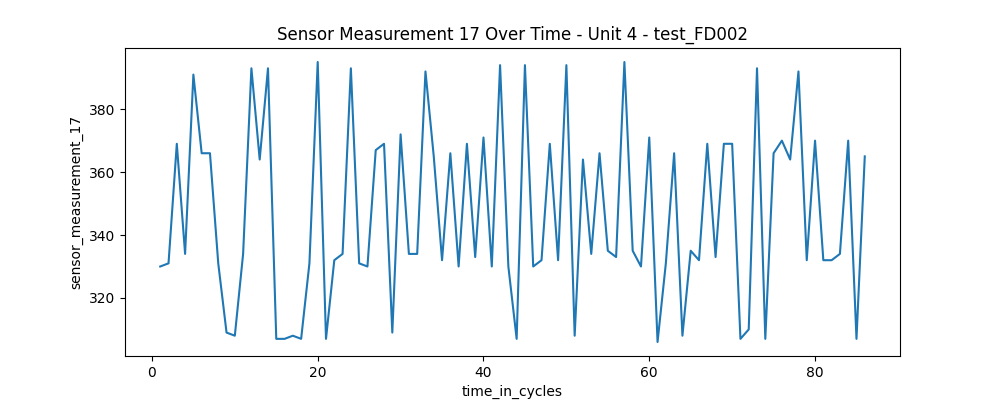 Sensor Measurement 17 Over Time - Unit 4 - test_FD002
sensor_measurement_17
380
360
340
320
0 20 40 60 80
time_in_cycles